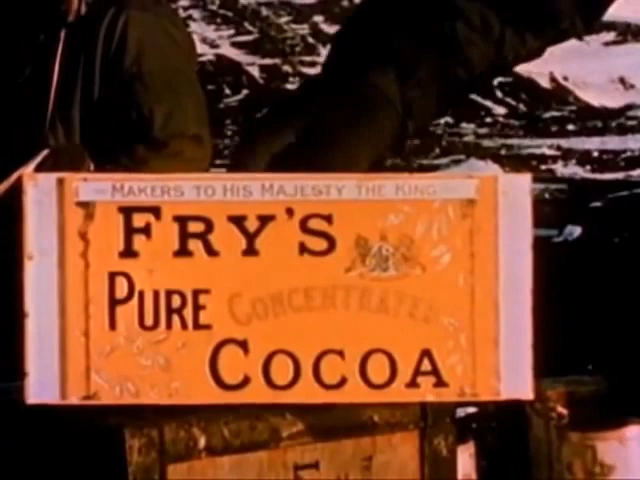 MAKERS TO HIS MAJESTY THE KING
FRY'S
PURE CONCENTRATED
COCOA